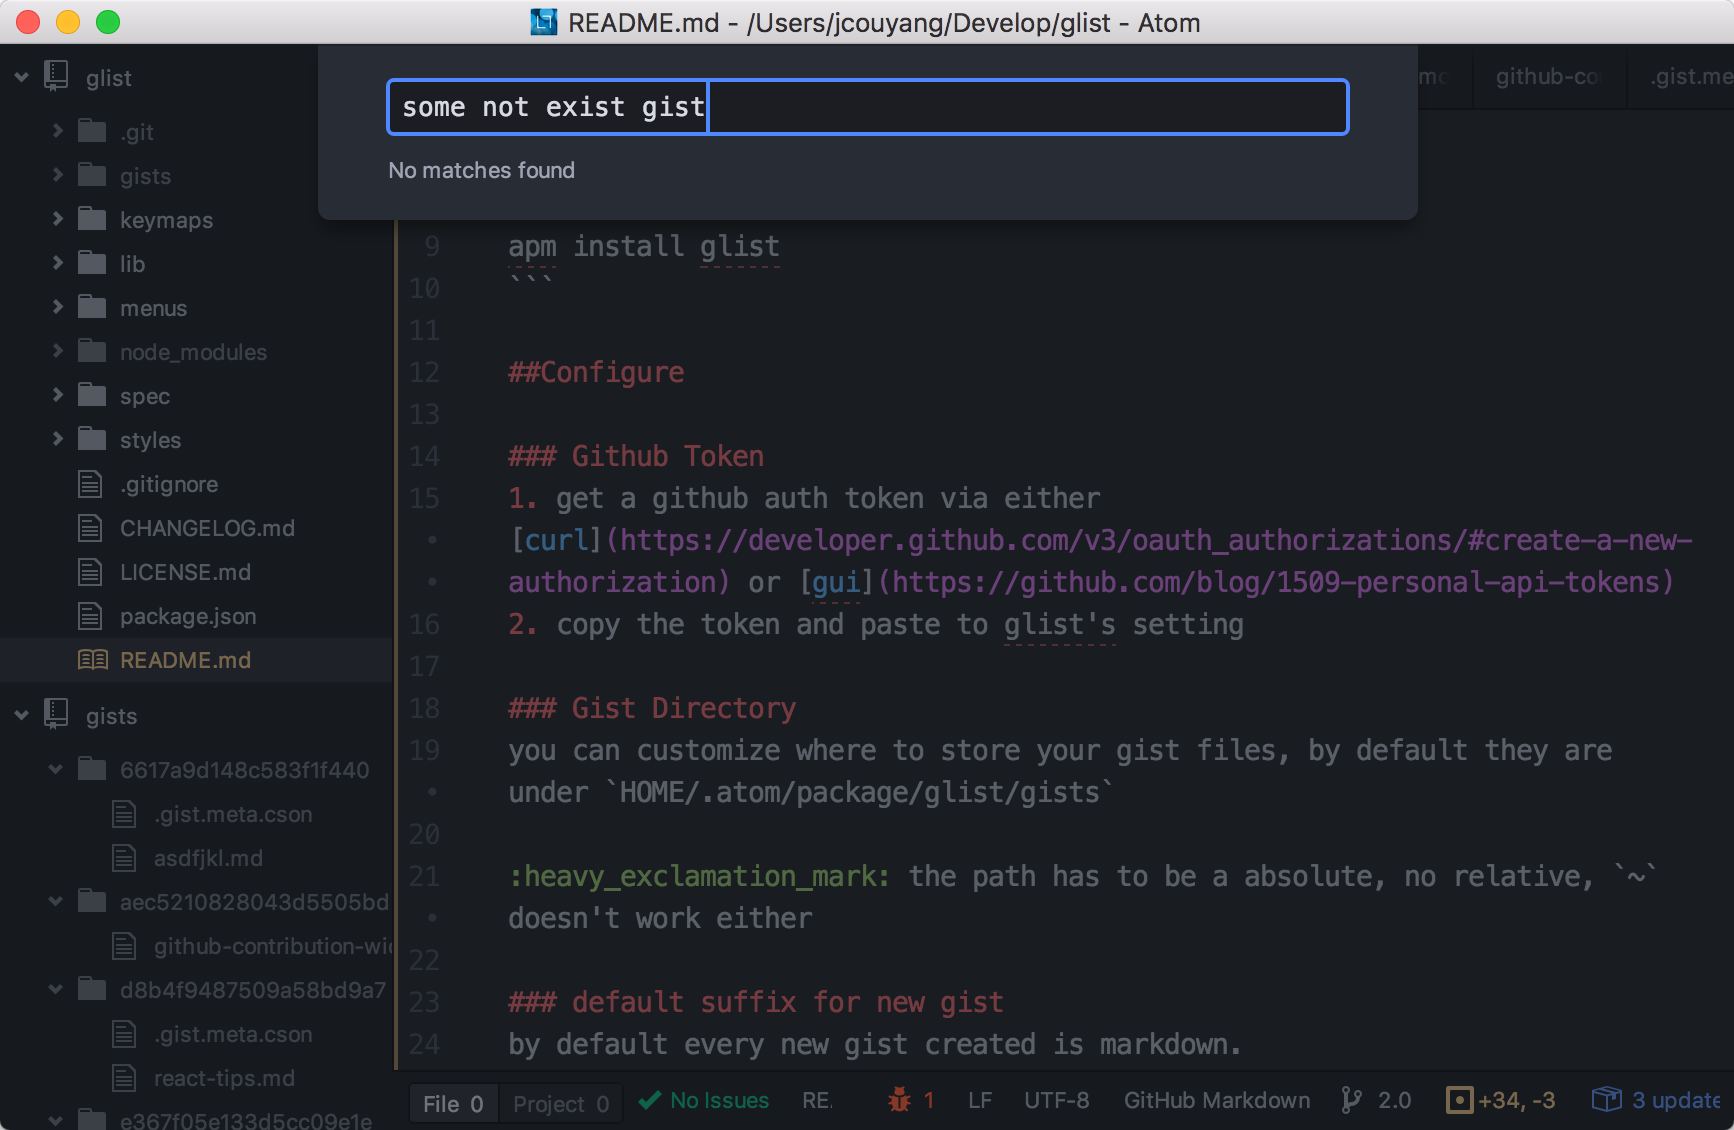 README.md - /Users/jcouyang/Develop/glist - Atom
glist
.git
gists
keymaps
lib
menus
node_modules
spec
styles
.gitignore
CHANGELOG.md
LICENSE.md
package.json
README.md
gists
6617a9d148c583f1f440
.gist.meta.cson
asdfjkl.md
aec5210828043d5505bd
github-contribution-wi
d8b4f9487509a58bd9a7
.gist.meta.cson
react-tips.md
e367f05e133d5cc09e1e
some not exist gist
No matches found
github-co
.gist.me
9 apm install glist
10 ```
11
12 ##Configure
13
14 ### Github Token
15 1. get a github auth token via either
[curl](https://developer.github.com/v3/oauth_authorizations/#create-a-new-
authorization) or [gui](https://github.com/blog/1509-personal-api-tokens)
16 2. copy the token and paste to glist's setting
17
18 ### Gist Directory
19 you can customize where to store your gist files, by default they are
under `HOME/.atom/package/glist/gists`
20
21 :heavy_exclamation_mark: the path has to be a absolute, no relative, `~`
doesn't work either
22
23 ### default suffix for new gist
24 by default every new gist created is markdown.
File 0 Project 0 No Issues RE. 1 LF UTF-8 GitHub Markdown 2.0 +34, -3 3 update